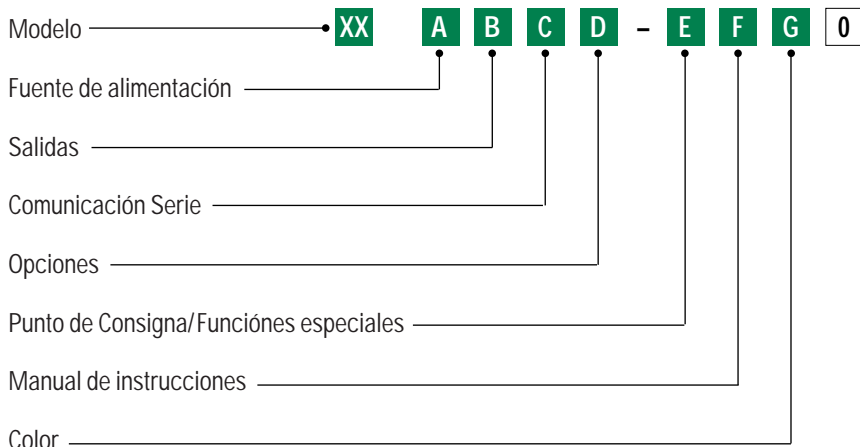 Modelo XX A B C D – E F G 0
Fuente de alimentación
Salidas
Comunicación Serie
Opciones
Punto de Consigna/Funciónes especiales
Manual de instrucciones
Color